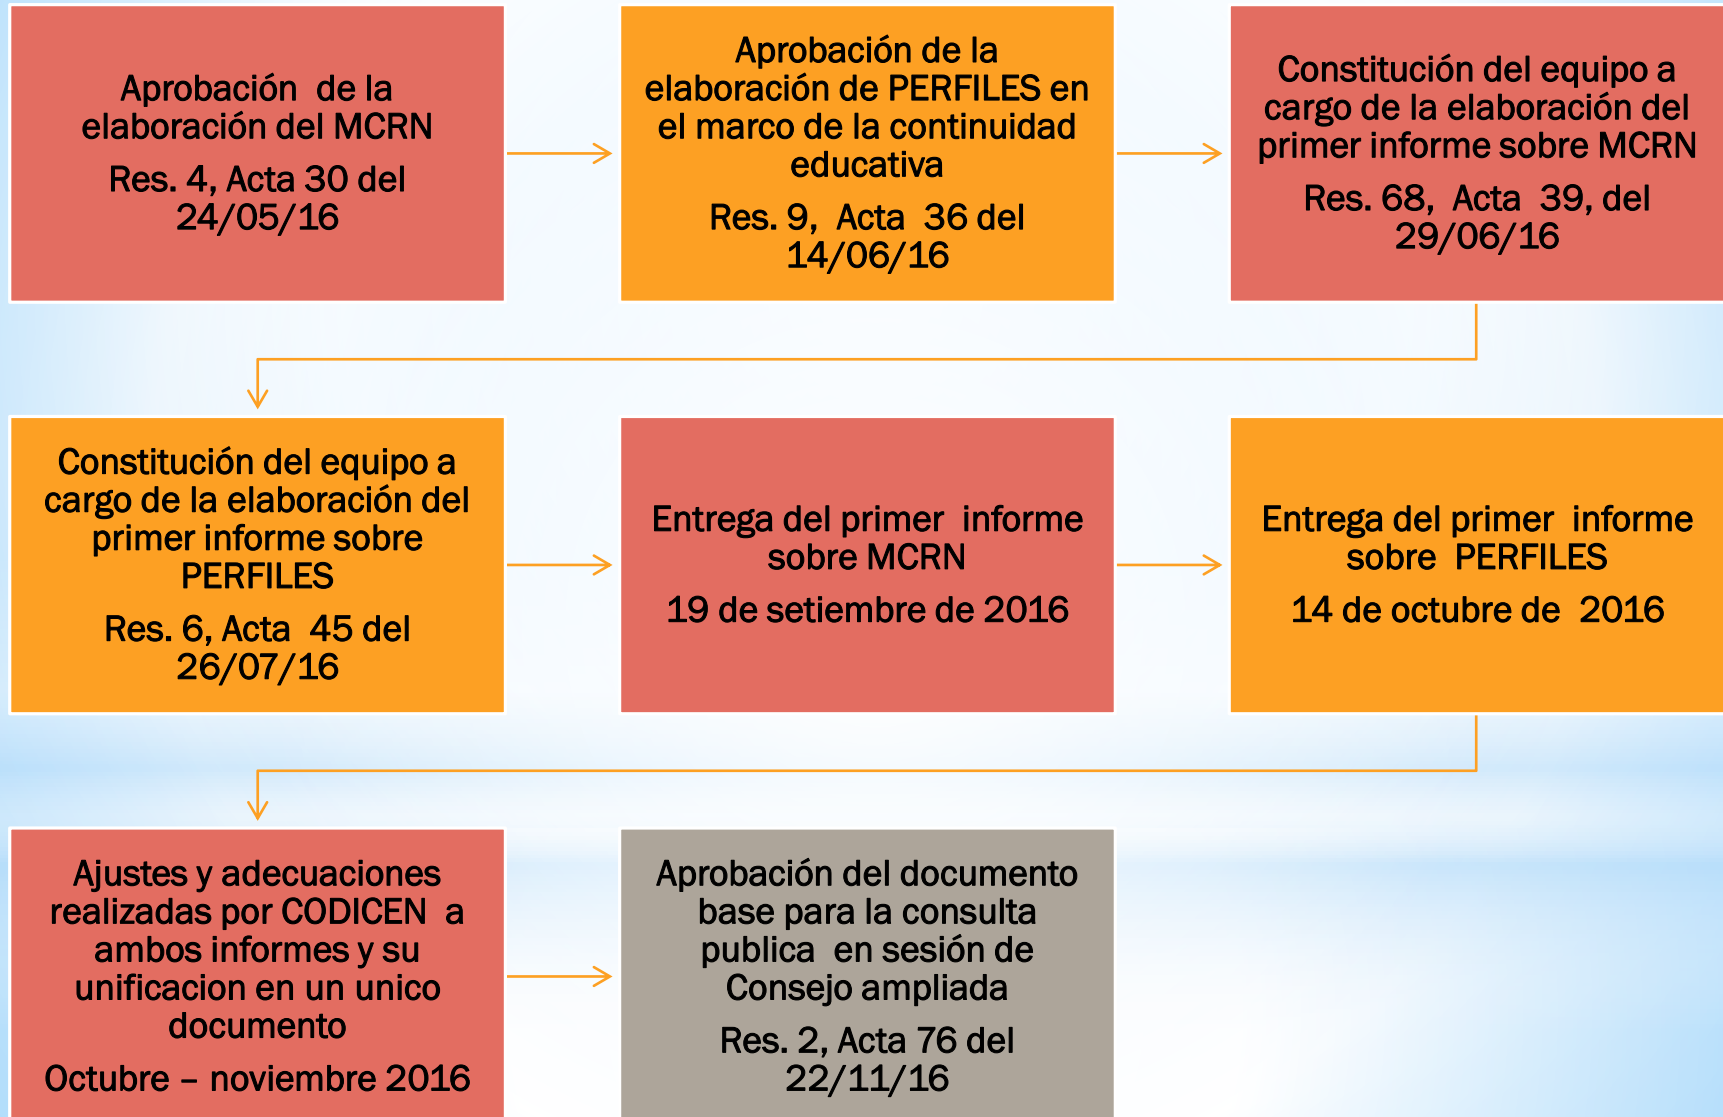 Aprobación de la
elaboración del MCRN
Res. 4, Acta 30 del
24/05/16
Aprobación de la
elaboración de PERFILES en
el marco de la continuidad
educativa
Res. 9, Acta 36 del
14/06/16
Constitución del equipo a
cargo de la elaboración del
primer informe sobre MCRN
Res. 68, Acta 39, del
29/06/16
Constitución del equipo a
cargo de la elaboración del
primer informe sobre
PERFILES
Res. 6, Acta 45 del
26/07/16
Entrega del primer informe
sobre MCRN
19 de setiembre de 2016
Entrega del primer informe
sobre PERFILES
14 de octubre de 2016
Ajustes y adecuaciones
realizadas por CODICEN a
ambos informes y su
unificacion en un unico
documento
Octubre – noviembre 2016
Aprobación del documento
base para la consulta
publica en sesión de
Consejo ampliada
Res. 2, Acta 76 del
22/11/16